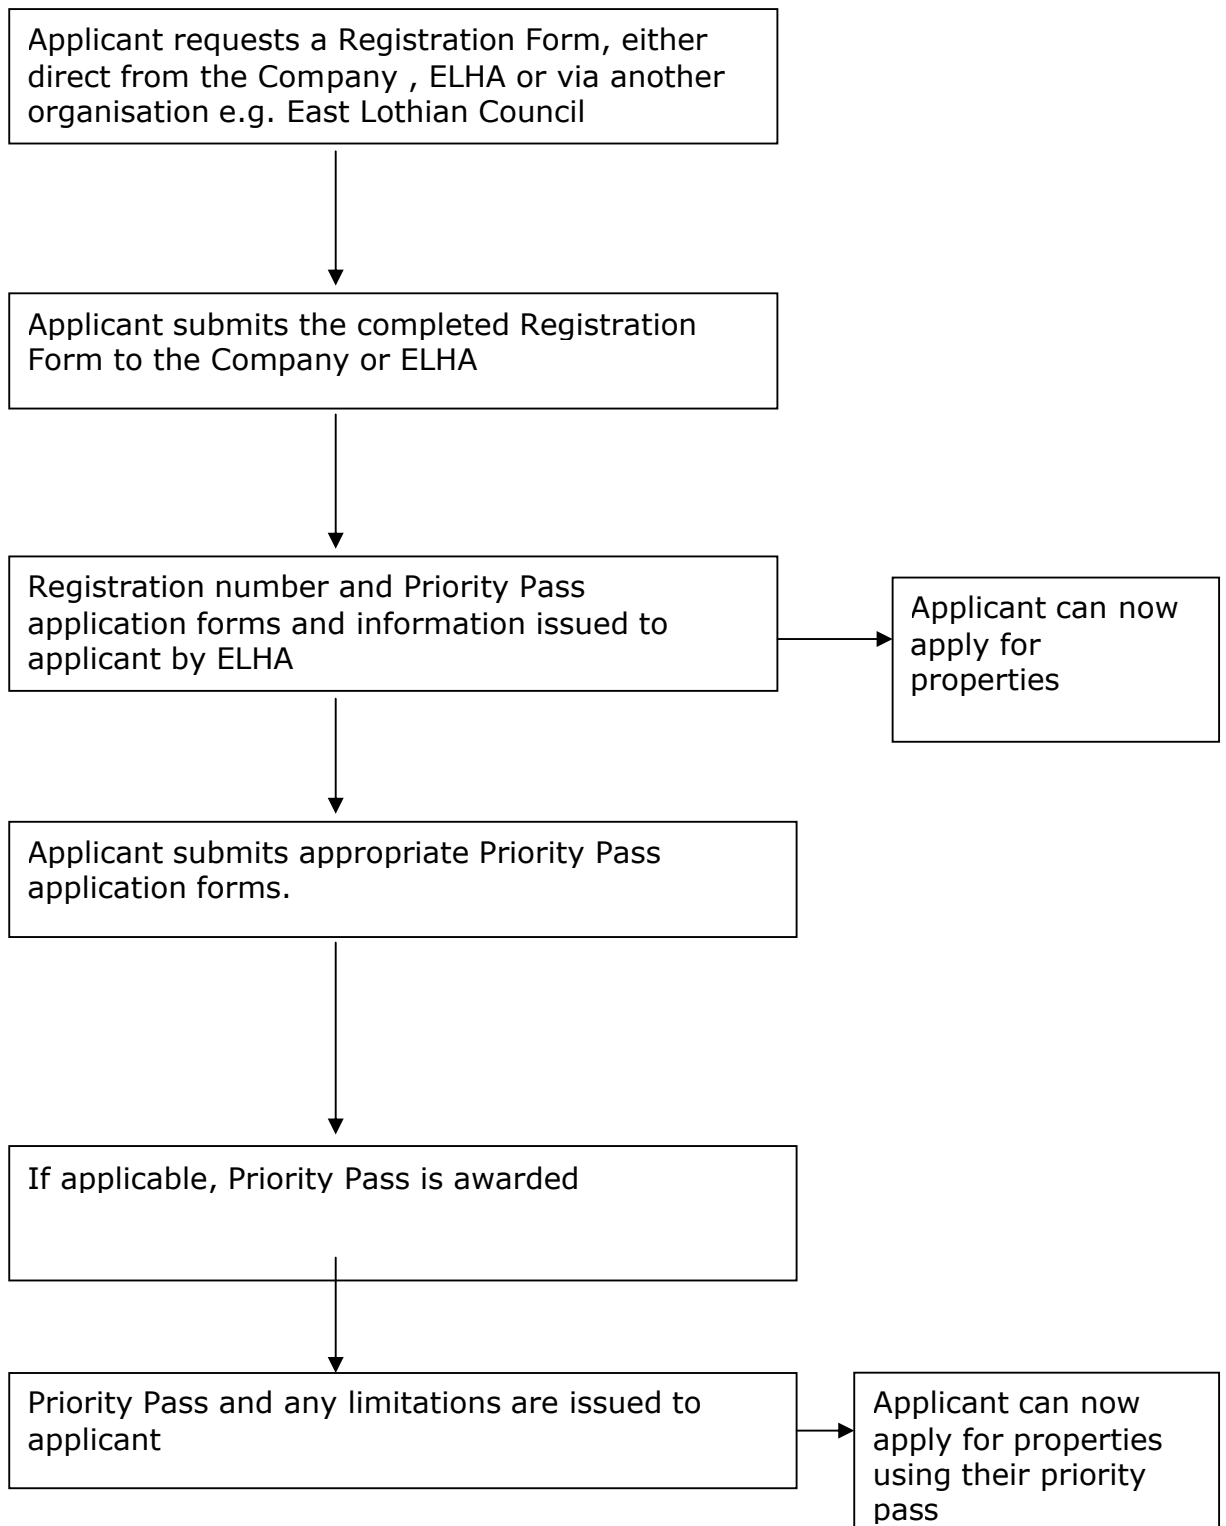 Applicant requests a Registration Form, either
direct from the Company , ELHA or via another
organisation e.g. East Lothian Council
Applicant submits the completed Registration
Form to the Company or ELHA
Registration number and Priority Pass
application forms and information issued to
applicant by ELHA
Applicant can now
apply for
properties
Applicant submits appropriate Priority Pass
application forms.
If applicable, Priority Pass is awarded
Priority Pass and any limitations are issued to
applicant
Applicant can now
apply for properties
using their priority
pass